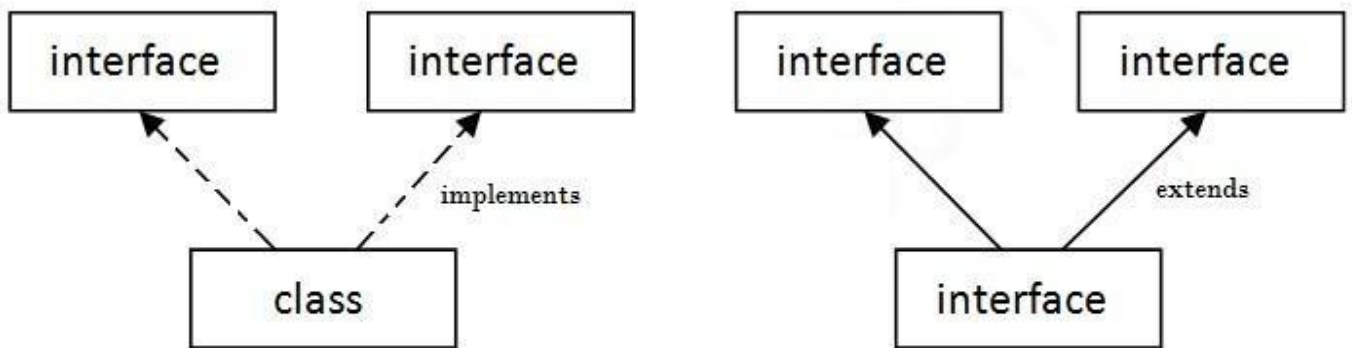 interface
interface
interface
interface
implements
extends
class
interface